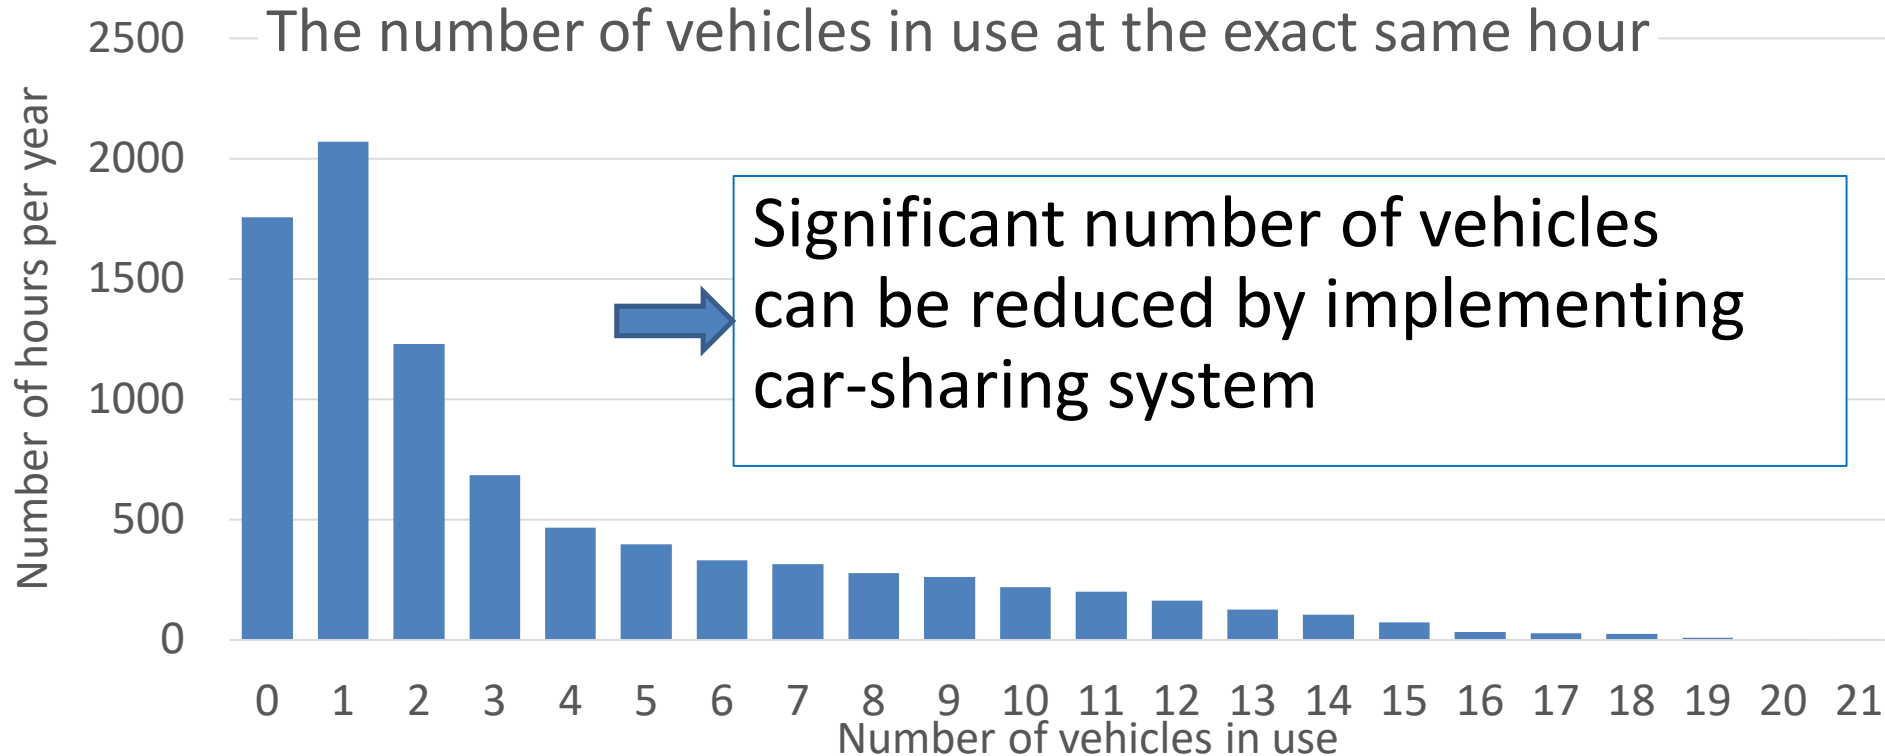 The number of vehicles in use at the exact same hour
Number of hours per year
2500
2000
1500
1000
500
0
Significant number of vehicles
can be reduced by implementing
car-sharing system
0 1 2 3 4 5 6 7 8 9 10 11 12 13 14 15 16 17 18 19 20 21
Number of vehicles in use